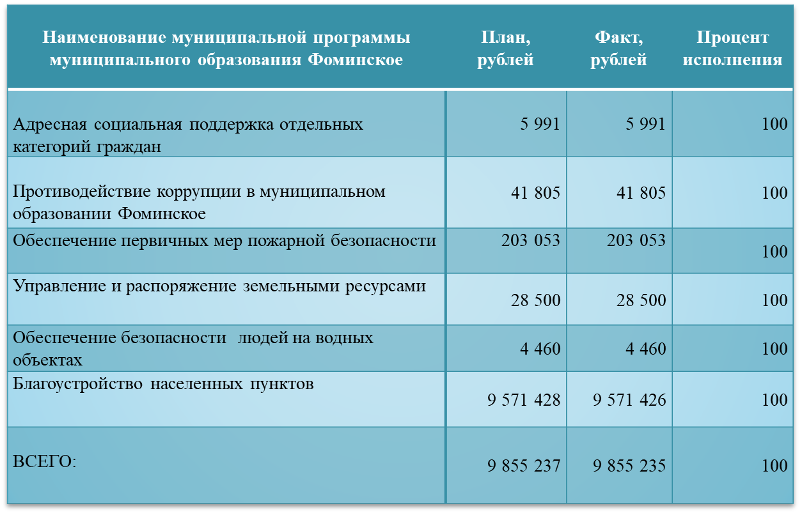 Наименование муниципальной программы муниципального образования Фоминское План, рублей Факт, рублей Процент исполнения
Адресная социальная поддержка отдельных
категорий граждан 5 991 5 991 100
Противодействие коррупции в муниципальном
образовании Фоминское 41 805 41 805 100
Обеспечение первичных мер пожарной безопасности 203 053 203 053 100
Управление и распоряжение земельными ресурсами 28 500 28 500 100
Обеспечение безопасности людей на водных
объектах 4 460 4 460 100
Благоустройство населенных пунктов 9 571 428 9 571 426 100
ВСЕГО: 9 855 237 9 855 235 100